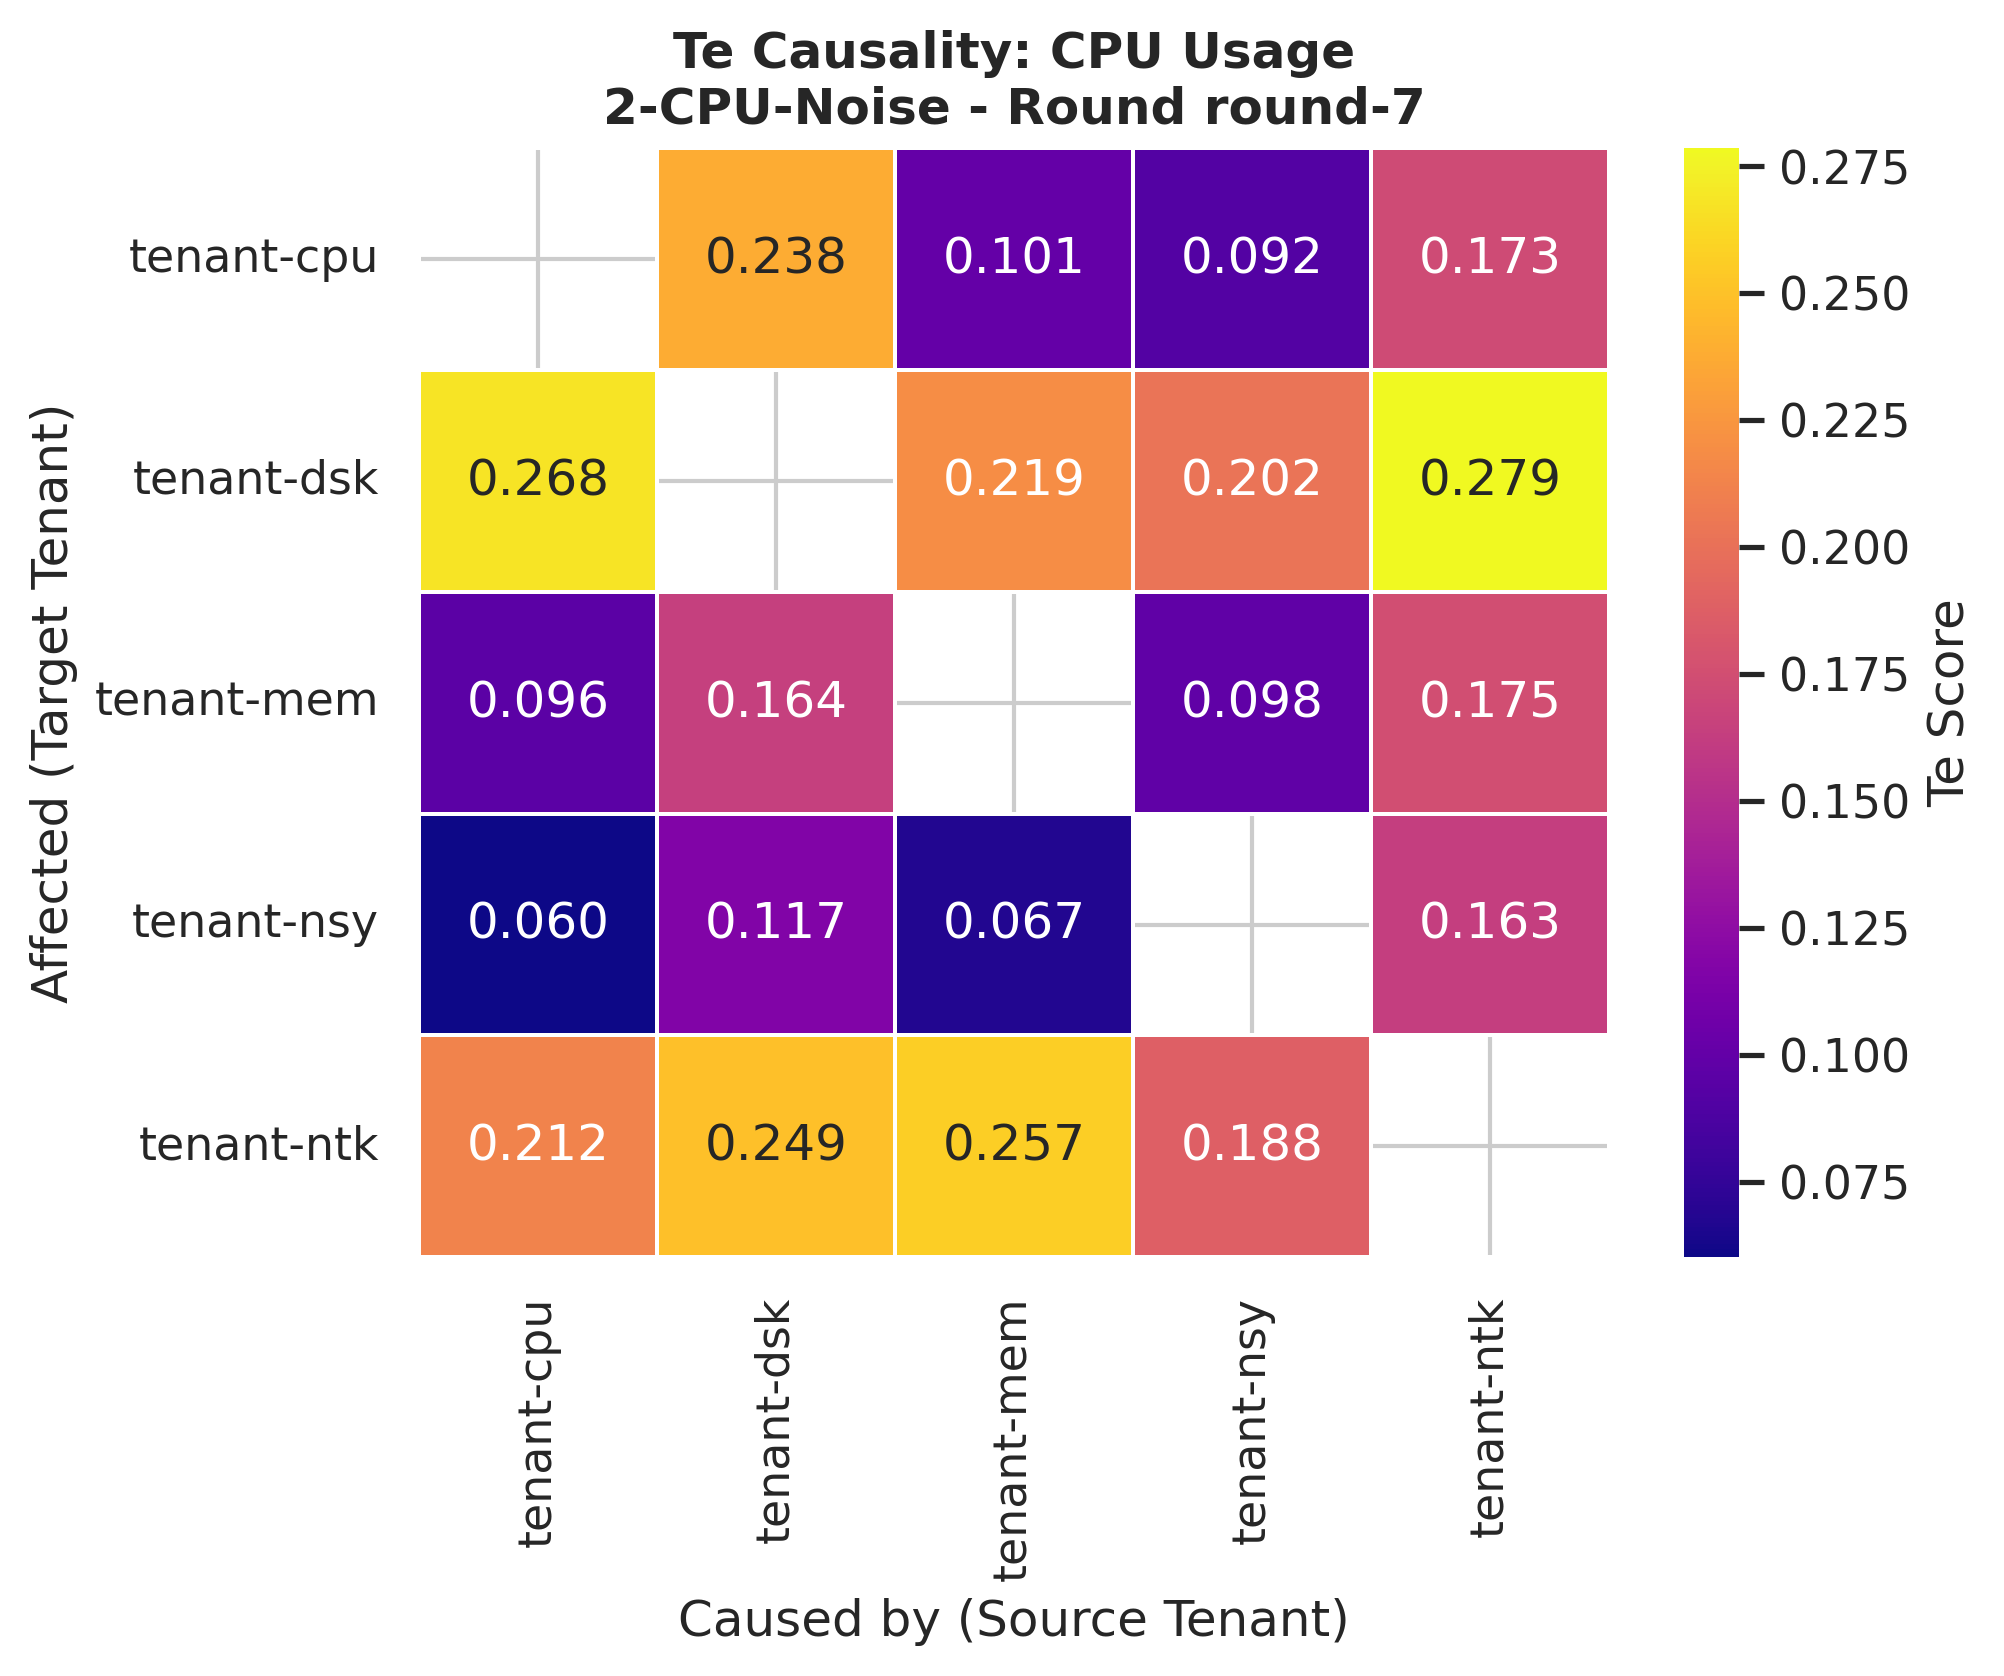 Te Causality: CPU Usage
2-CPU-Noise - Round round-7
tenant-cpu
0.238 0.101 0.092 0.173
tenant-dsk
0.268 0.219 0.202 0.279
tenant-mem
0.096 0.164 0.098 0.175
tenant-nsy
0.060 0.117 0.067 0.163
tenant-ntk
0.212 0.249 0.257 0.188
Affected (Target Tenant)
tenant-cpu
tenant-dsk
tenant-mem
tenant-nsy
tenant-ntk
Caused by (Source Tenant)
0.275
0.250
0.225
0.200
0.175
0.150
0.125
0.100
0.075
Te Score